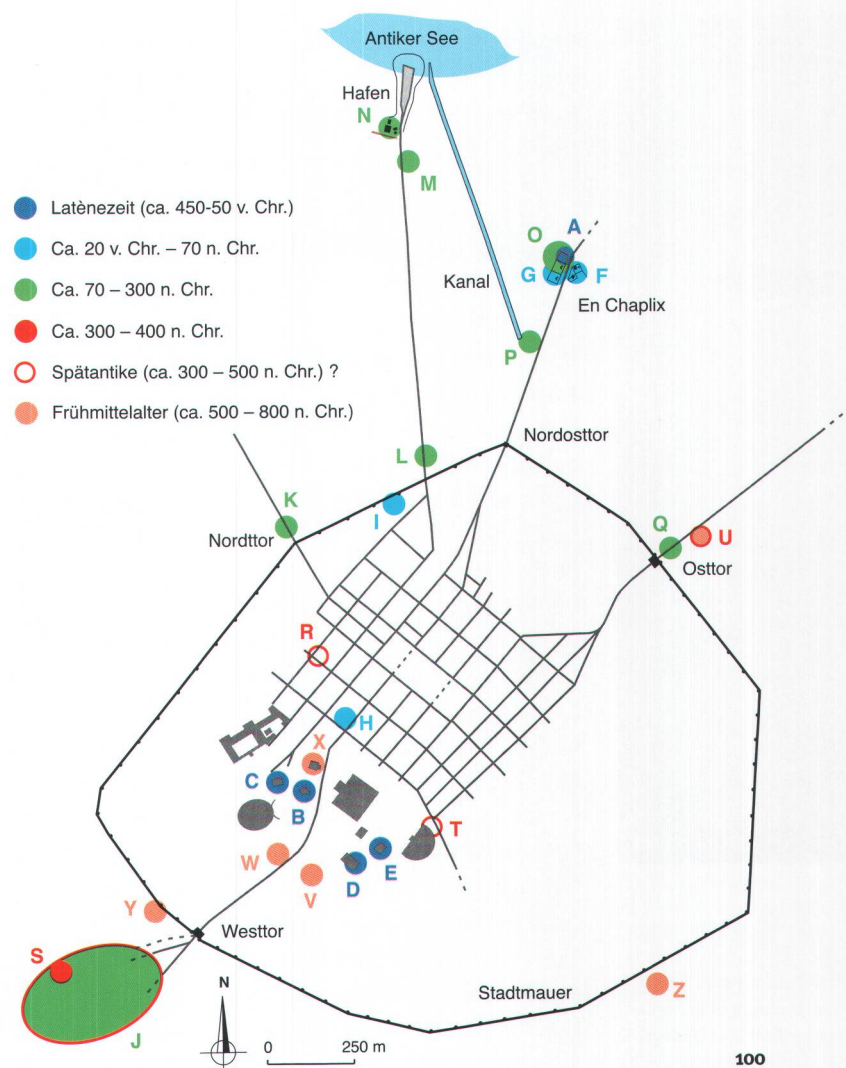 Antiker See
Hafen
N
M
Latènezeit (ca. 450-50 v. Chr.)
Ca. 20 v. Chr. – 70 n. Chr.
Ca. 70 – 300 n. Chr.
Ca. 300 – 400 n. Chr.
Spätantike (ca. 300 – 500 n. Chr.) ?
Frühmittelalter (ca. 500 – 800 n. Chr.)
A
O
G
F
Kanal
En Chaplix
P
Nordosttor
L
K
I
Nordttor
Q
U
Osttor
R
H
X
C
B
T
W
E
D
V
Y
Westtor
S
J
Z
Stadtmauer
N
0 250 m
100